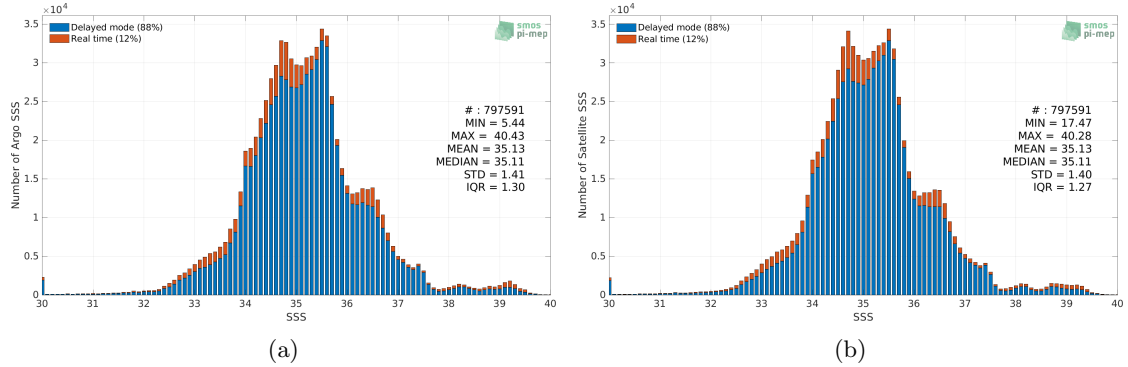 ×10⁴
Delayed mode (88%)
Real time (12%)
smos
pi-mep
3.5
3
2.5
2
1.5
1
0.5
0
Number of Argo SSS
# : 797591
MIN = 5.44
MAX = 40.43
MEAN = 35.13
MEDIAN = 35.11
STD = 1.41
IQR = 1.30
30 31 32 33 34 35 36 37 38 39 40
SSS
(a)
×10⁴
Delayed mode (88%)
Real time (12%)
smos
pi-mep
3.5
3
2.5
2
1.5
1
0.5
0
Number of Satellite SSS
# : 797591
MIN = 17.47
MAX = 40.28
MEAN = 35.13
MEDIAN = 35.11
STD = 1.40
IQR = 1.27
30 31 32 33 34 35 36 37 38 39 40
SSS
(b)